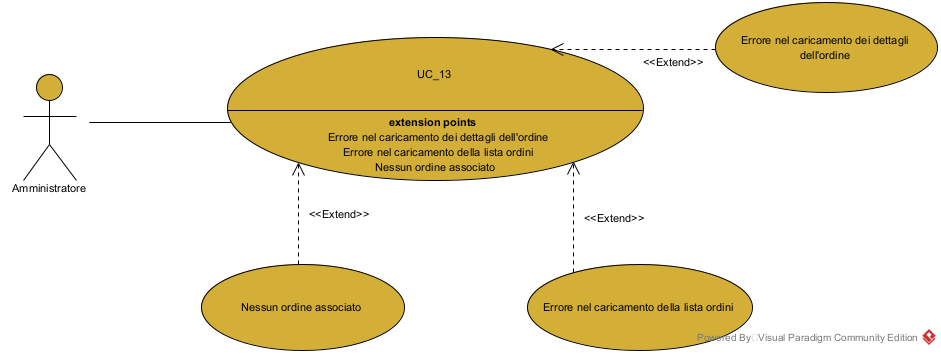 Errore nel caricamento dei dettagli
dell'ordine
UC_13
<<Extend>>
extension points
Errore nel caricamento dei dettagli dell'ordine
Errore nel caricamento della lista ordini
Nessun ordine associato
Amministratore
<<Extend>>
<<Extend>>
Nessun ordine associato
Errore nel caricamento della lista ordini
Powered By Visual Paradigm Community Edition